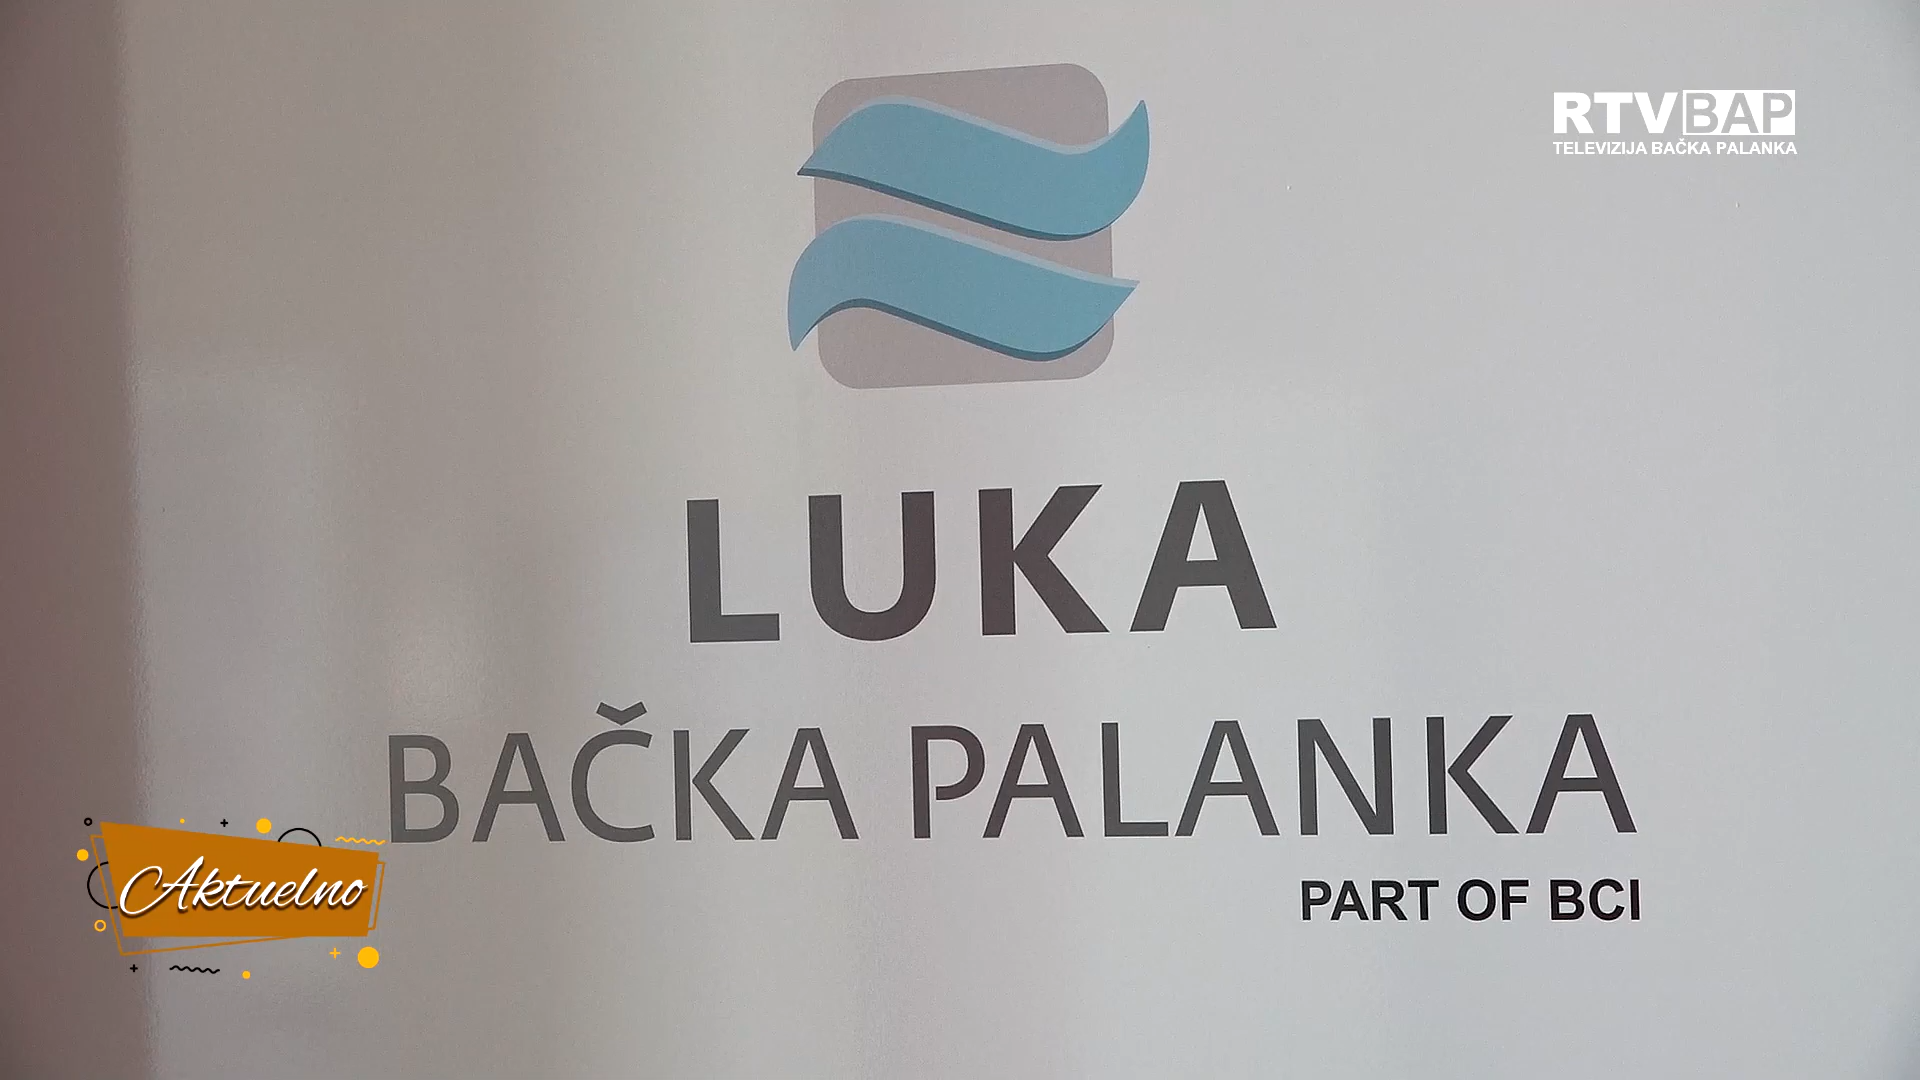 RTVBAP
TELEVIZIJA BAČKA PALANKA
LUKA
BAČKA PALANKA
PART OF BCI
Aktuelno